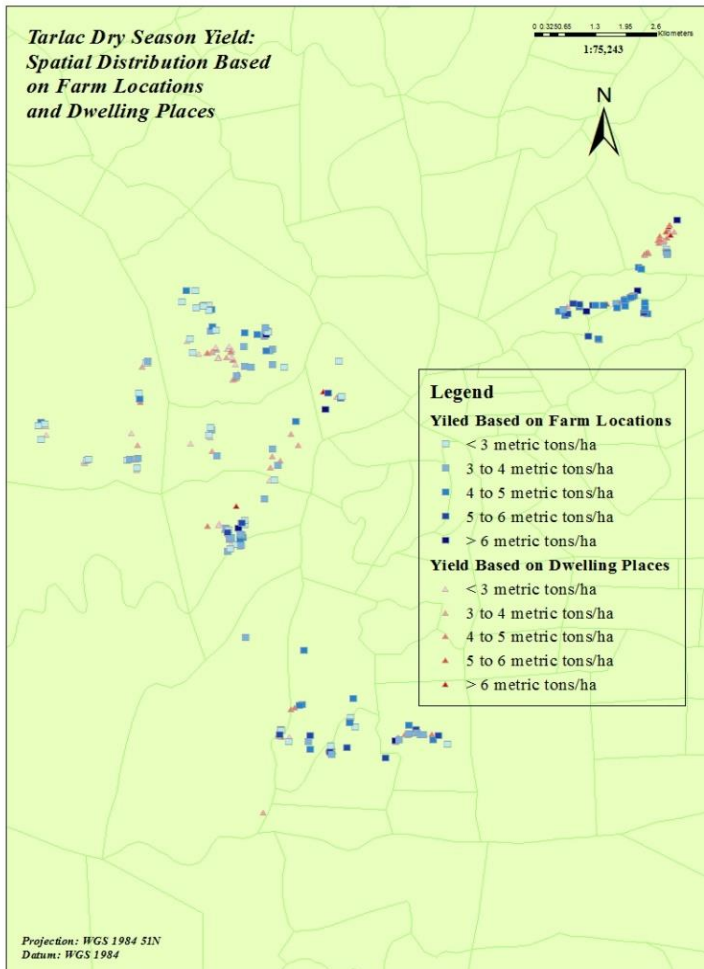 Tarlac Dry Season Yield:
Spatial Distribution Based
on Farm Locations
and Dwelling Places
0 0.325 0.65 1.3 1.95 2.6
Kilometers
1:75,243
N
Legend
Yiled Based on Farm Locations
< 3 metric tons/ha
3 to 4 metric tons/ha
4 to 5 metric tons/ha
5 to 6 metric tons/ha
> 6 metric tons/ha
Yield Based on Dwelling Places
< 3 metric tons/ha
3 to 4 metric tons/ha
4 to 5 metric tons/ha
5 to 6 metric tons/ha
> 6 metric tons/ha
Projection: WGS 1984 51N
Datum: WGS 1984